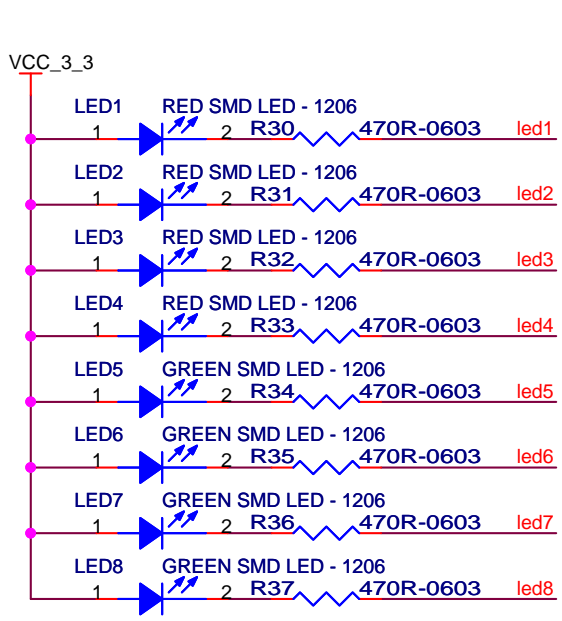 VCC_3_3
LED1 RED SMD LED - 1206
1 2 R30 470R-0603 led1
LED2 RED SMD LED - 1206
1 2 R31 470R-0603 led2
LED3 RED SMD LED - 1206
1 2 R32 470R-0603 led3
LED4 RED SMD LED - 1206
1 2 R33 470R-0603 led4
LED5 GREEN SMD LED - 1206
1 2 R34 470R-0603 led5
LED6 GREEN SMD LED - 1206
1 2 R35 470R-0603 led6
LED7 GREEN SMD LED - 1206
1 2 R36 470R-0603 led7
LED8 GREEN SMD LED - 1206
1 2 R37 470R-0603 led8